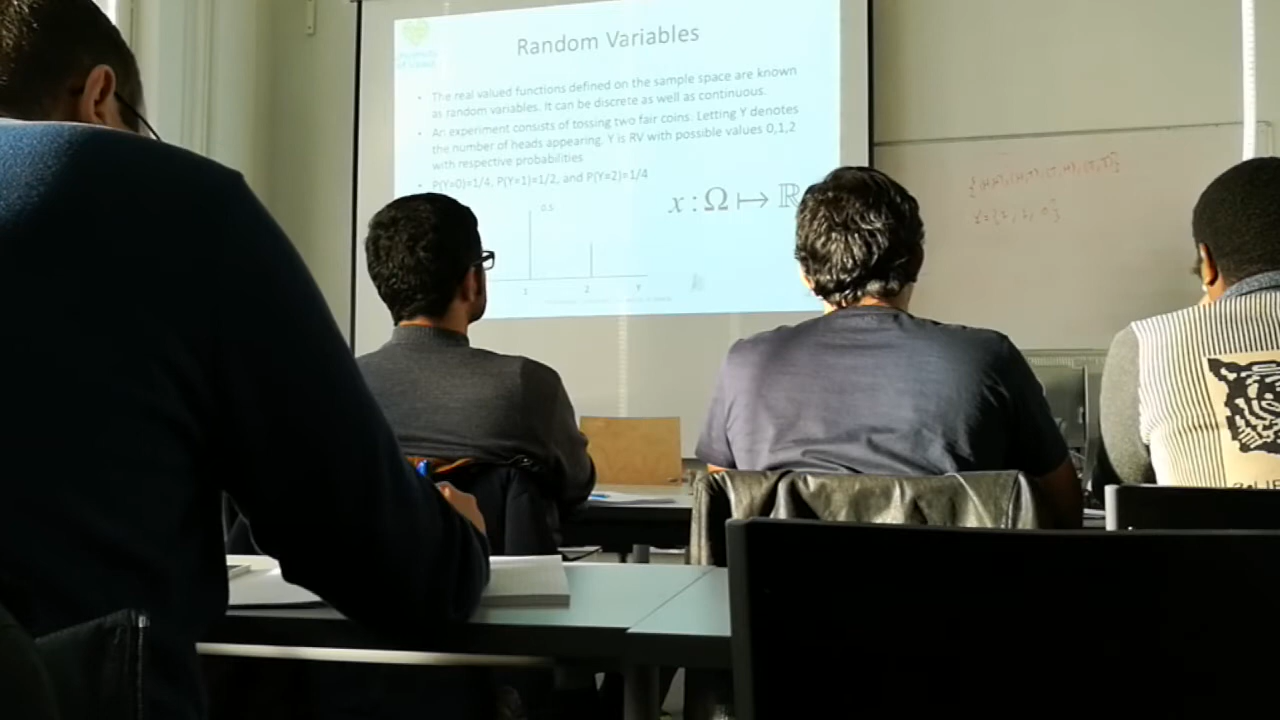 Random Variables
• The real valued functions defined on the sample space are known
as random variables. It can be discrete as well as continuous.
• An experiment consists of tossing two fair coins. Letting Y denotes
the number of heads appearing. Y is RV with possible values 0,1,2
with respective probabilities
• P(Y=0)=1/4, P(Y=1)=1/2, and P(Y=2)=1/4
x : Ω ↦ ℝ
0.5
1 2 Y
{(H,H),(H,T),(T,H),(T,T)}